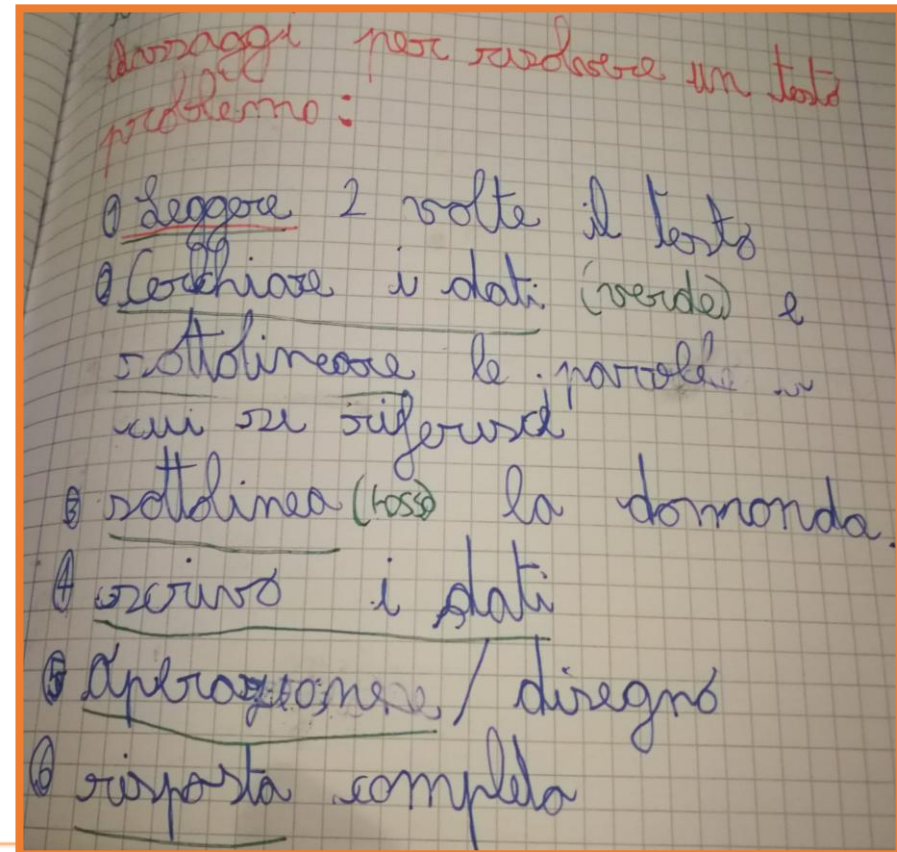 passaggi per risolvere un testo
problema:
① Leggere 2 volte il testo
② Cerchiare i dati (verde) e
sottolineare le parole
cui si riferisce
③ sottolinea (rosso) la domanda.
④ scrivo i dati
⑤ Operazione / disegno
⑥ risposta completa